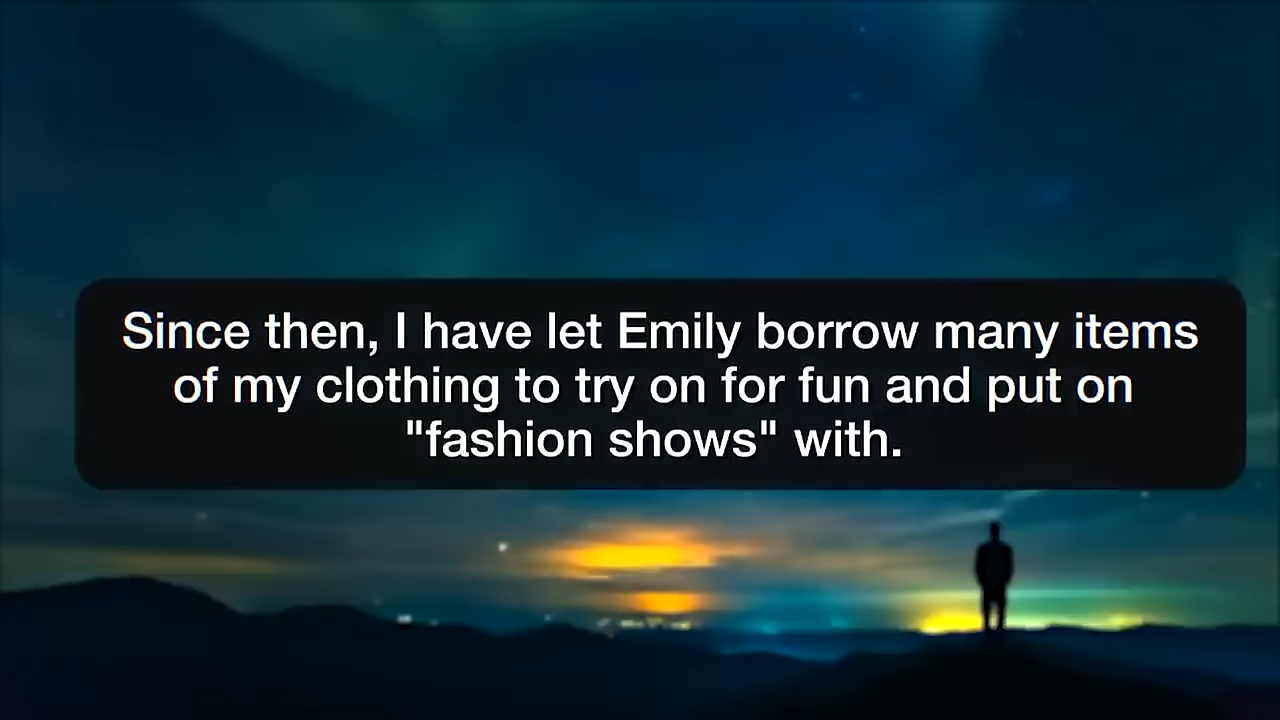 Since then, I have let Emily borrow many items
of my clothing to try on for fun and put on
"fashion shows" with.